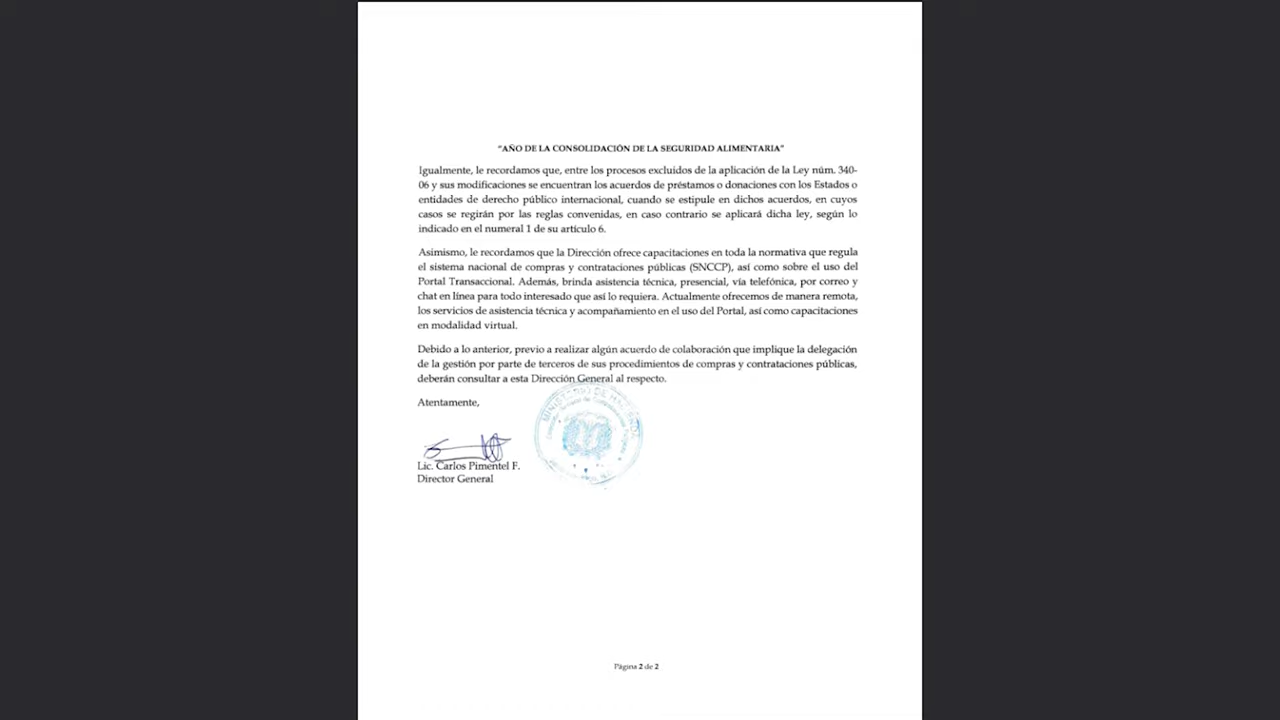 "AÑO DE LA CONSOLIDACIÓN DE LA SEGURIDAD ALIMENTARIA"
Igualmente, le recordamos que, entre los procesos excluidos de la aplicación de la Ley núm. 340-
06 y sus modificaciones se encuentran los acuerdos de préstamos o donaciones con los Estados o
entidades de derecho público internacional, cuando se estipule en dichos acuerdos, en cuyos
casos se regirán por las reglas convenidas, en caso contrario se aplicará dicha ley, según lo
indicado en el numeral 1 de su artículo 6.
Asimismo, le recordamos que la Dirección ofrece capacitaciones en toda la normativa que regula
el sistema nacional de compras y contrataciones públicas (SNCCP), así como sobre el uso del
Portal Transaccional. Además, brinda asistencia técnica, presencial, vía telefónica, por correo y
chat en línea para todo interesado que así lo requiera. Actualmente ofrecemos de manera remota,
los servicios de asistencia técnica y acompañamiento en el uso del Portal, así como capacitaciones
en modalidad virtual.
Debido a lo anterior, previo a realizar algún acuerdo de colaboración que implique la delegación
de la gestión por parte de terceros de sus procedimientos de compras y contrataciones públicas,
deberán consultar a esta Dirección General al respecto.
Atentamente,
MINISTERIO DE HACIENDA
Lic. Carlos Pimentel F.
Director General
Página 2 de 2